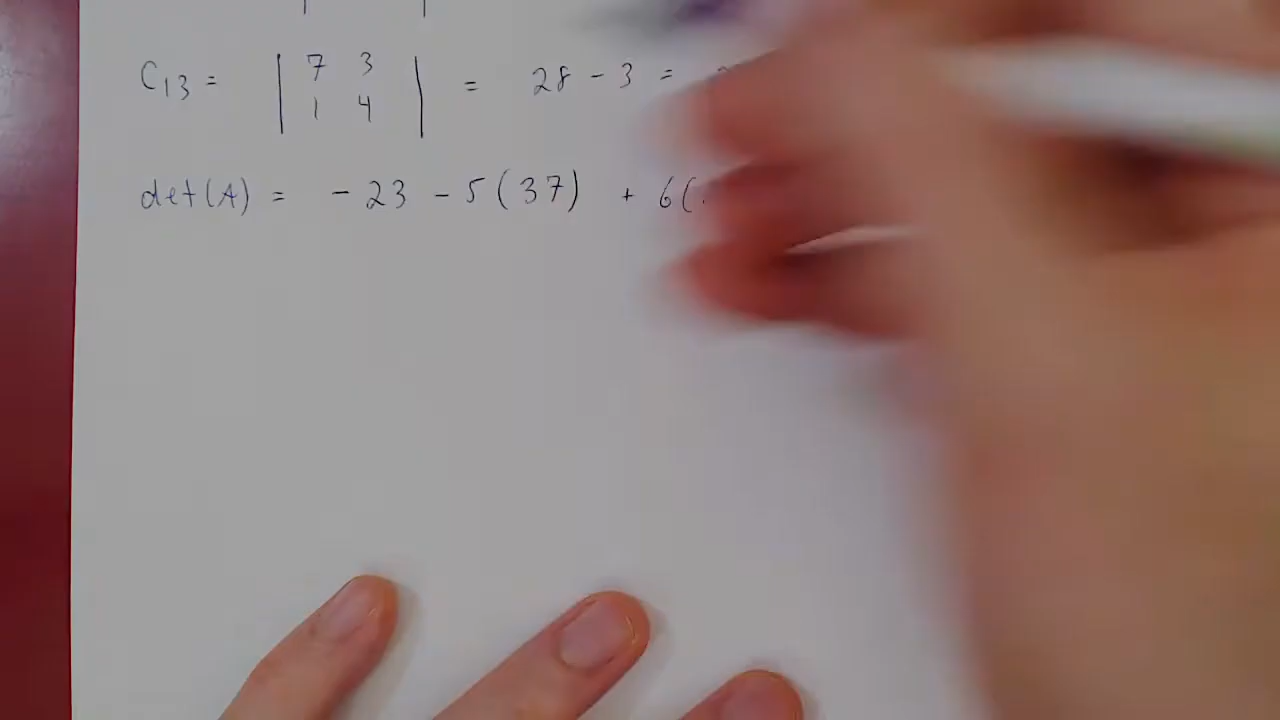 C13 = | 7 3 | = 28 - 3 =
| 1 4 |
det(A) = - 23 - 5(37) + 6(